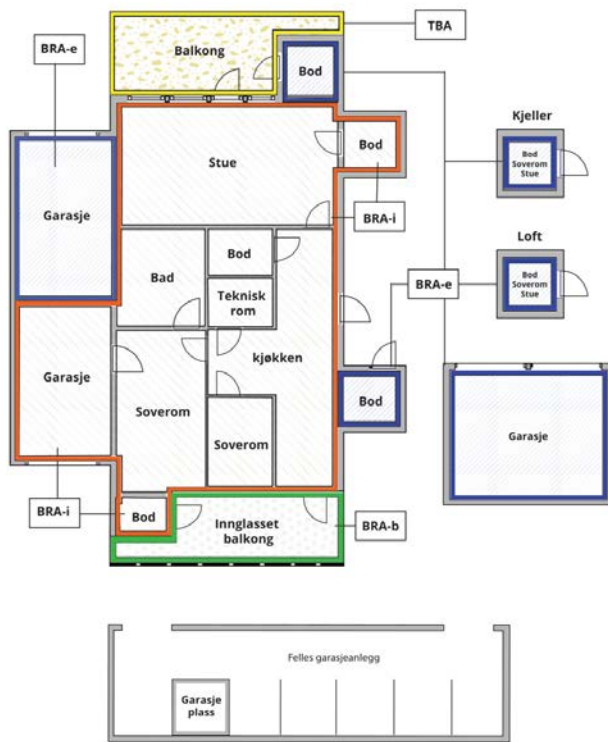 TBA
Balkong
BRA-e
Bod
Kjeller
Bod
Soverom
Stue
Bod
Stue
BRA-i
Garasje
Loft
Bod
Bad
Bod
Soverom
Stue
BRA-e
Teknisk
rom
Garasje
kjøkken
Bod
Garasje
Soverom
Soverom
BRA-i
Bod
Innglasset
balkong
BRA-b
Felles garasjeanlegg
Garasje
plass